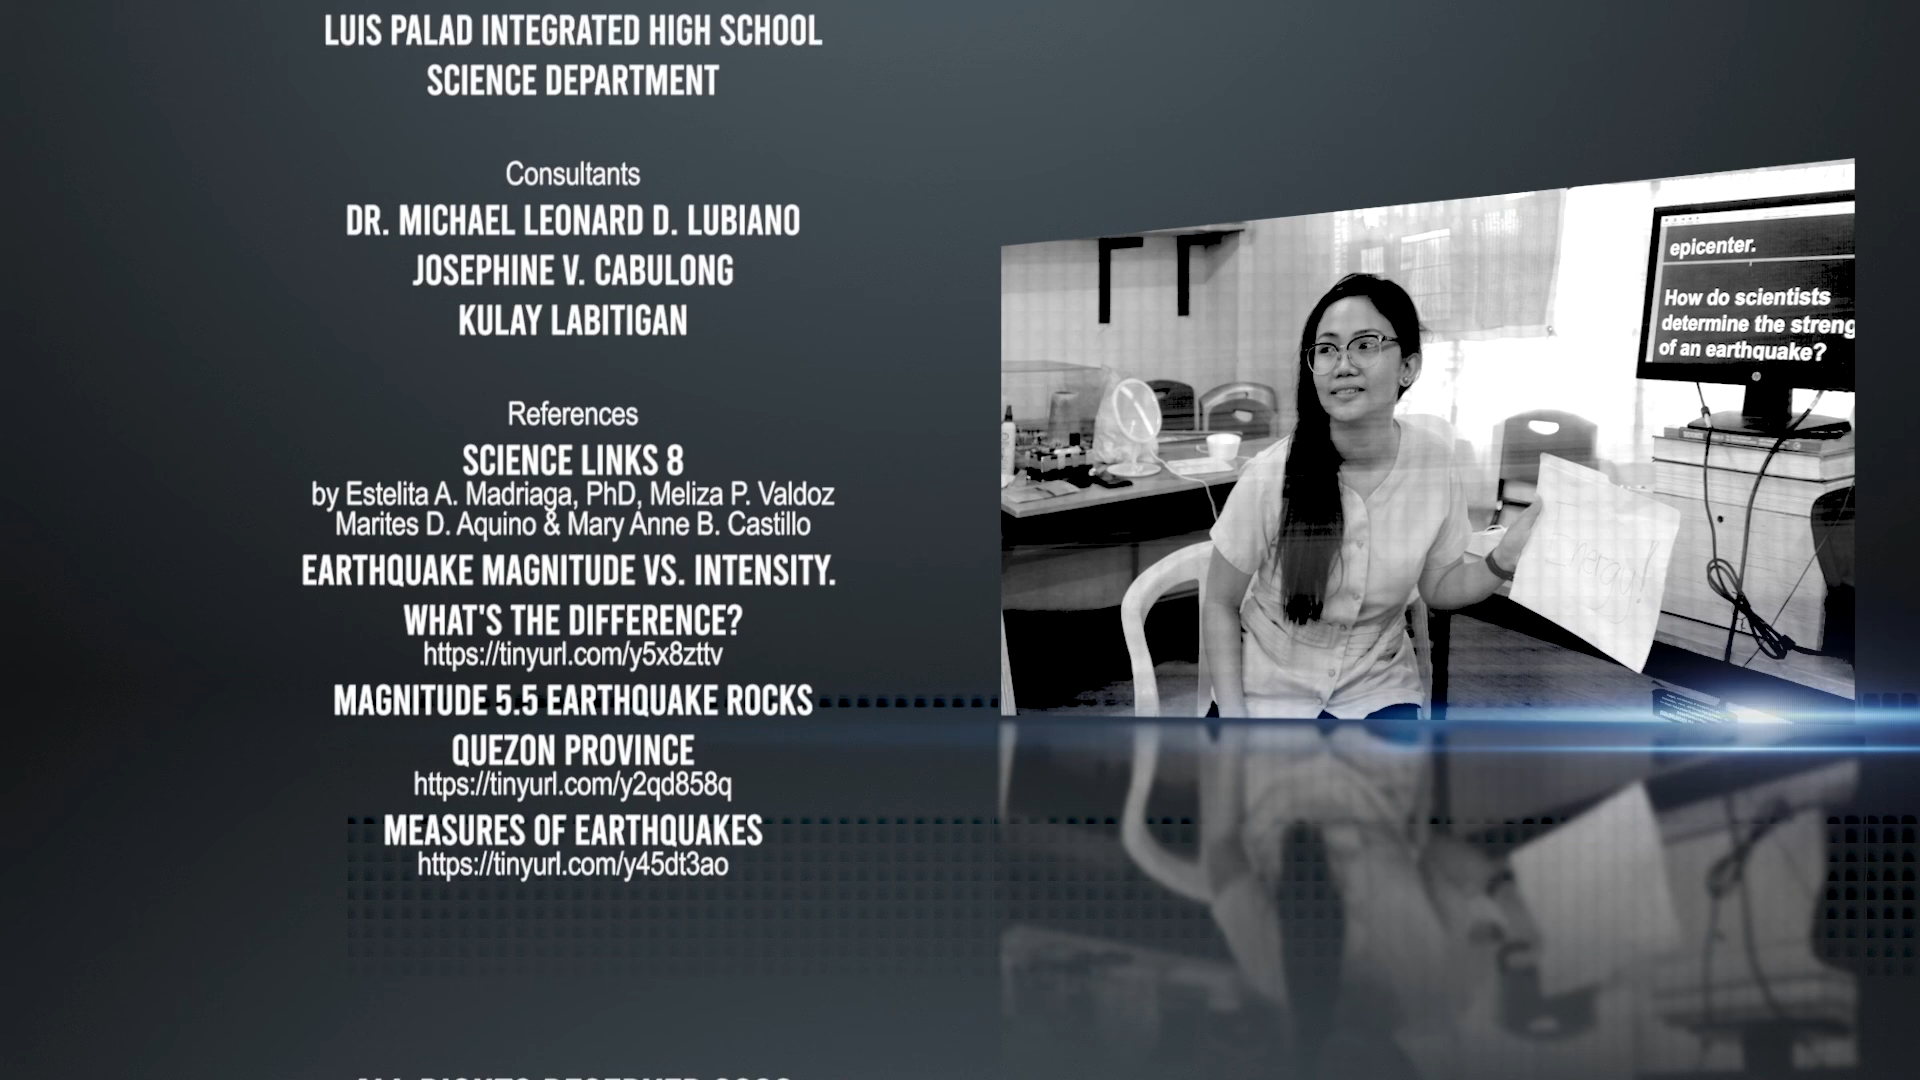 LUIS PALAD INTEGRATED HIGH SCHOOL
SCIENCE DEPARTMENT
Consultants
DR. MICHAEL LEONARD D. LUBIANO
JOSEPHINE V. CABULONG
KULAY LABITIGAN
References
SCIENCE LINKS 8
by Estelita A. Madriaga, PhD, Meliza P. Valdoz
Marites D. Aquino & Mary Anne B. Castillo
EARTHQUAKE MAGNITUDE VS. INTENSITY.
WHAT'S THE DIFFERENCE?
https://tinyurl.com/y5x8zttv
MAGNITUDE 5.5 EARTHQUAKE ROCKS
QUEZON PROVINCE
https://tinyurl.com/y2qd858q
MEASURES OF EARTHQUAKES
https://tinyurl.com/y45dt3ao
ALL RIGHTS RESERVED
epicenter.
How do scientists
determine the streng
of an earthquake?
Energy!